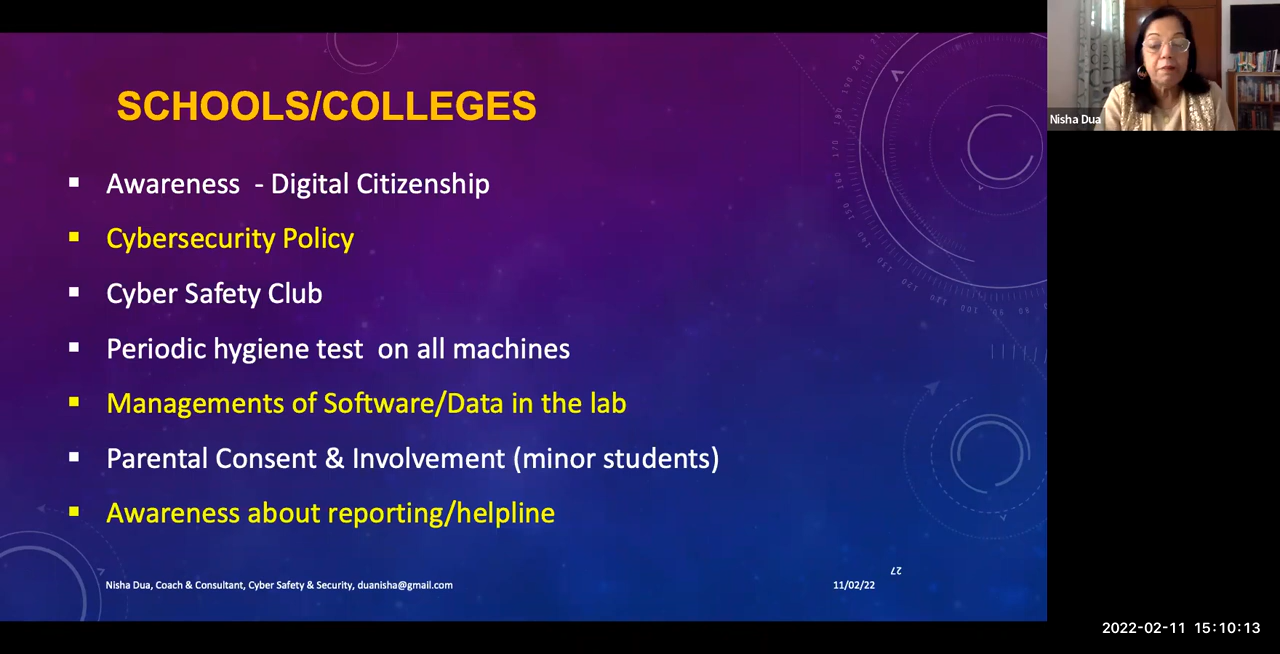 SCHOOLS/COLLEGES
▪ Awareness - Digital Citizenship
▪ Cybersecurity Policy
▪ Cyber Safety Club
▪ Periodic hygiene test on all machines
▪ Managements of Software/Data in the lab
▪ Parental Consent & Involvement (minor students)
▪ Awareness about reporting/helpline
Nisha Dua, Coach & Consultant, Cyber Safety & Security, duanisha@gmail.com
11/02/22
27
Nisha Dua
2022-02-11 15:10:13